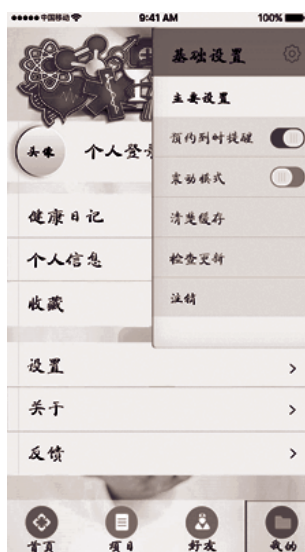 中国移动 9:41 AM 100%
基础设置
主要设置
头像 个人登录
预约到时提醒
震动模式
健康日记
清楚缓存
个人信息
检查更新
收藏
注销
设置
关于
反馈
首页 项目 好友 我的